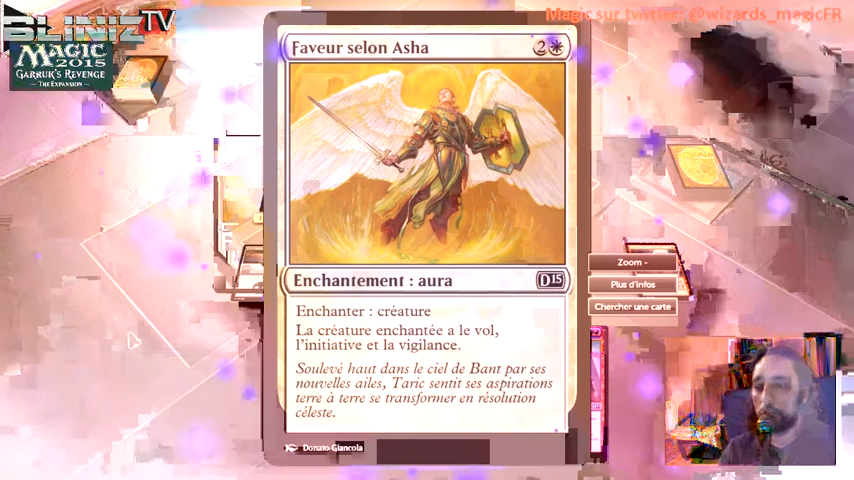 BLINIZTV
Magic sur twitter: @wizards_magicFR
MAGIC
2015
GARRUK'S REVENGE
THE EXPANSION
Faveur selon Asha
2
Enchantement : aura
D15
Enchanter : créature
La créature enchantée a le vol,
l'initiative et la vigilance.
Soulevé haut dans le ciel de Bant par ses
nouvelles ailes, Taric sentit ses aspirations
terre à terre se transformer en résolution
céleste.
Donato Giancola
Zoom -
Plus d'infos
Chercher une carte